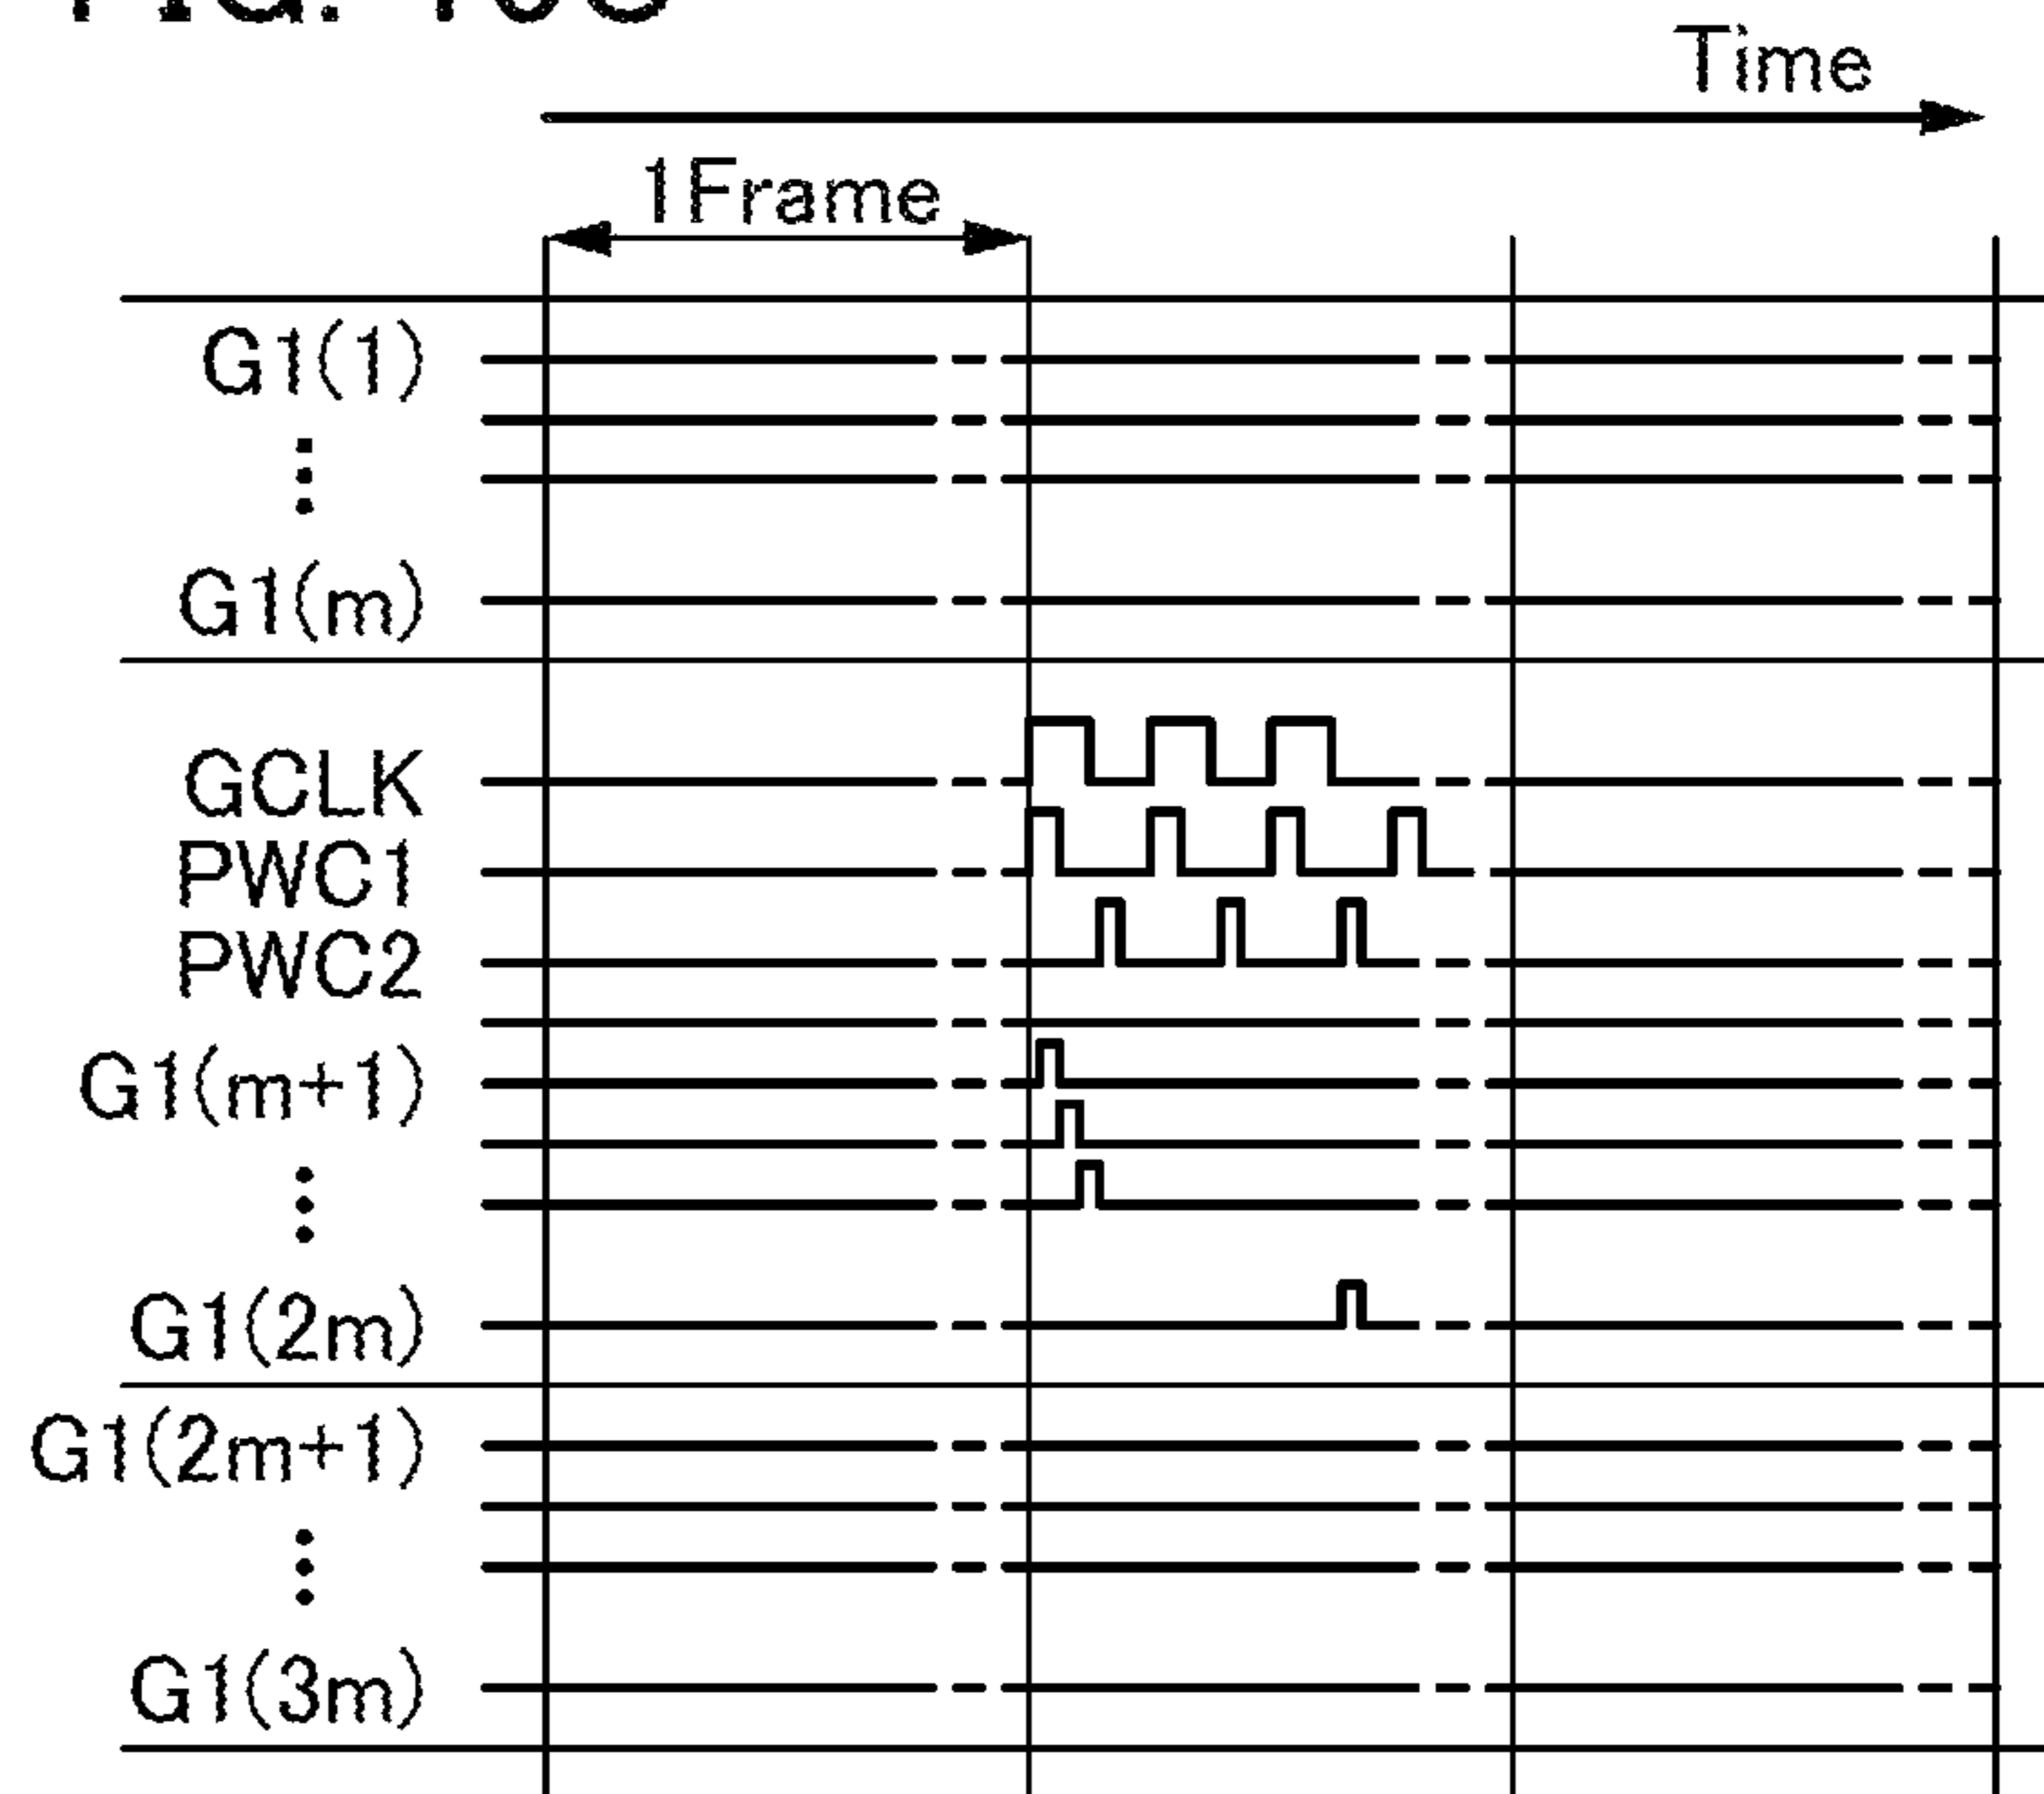 Time
1Frame
G1(1)
G1(m)
GCLK
PWC1
PWC2
G1(m+1)
G1(2m)
G1(2m+1)
G1(3m)